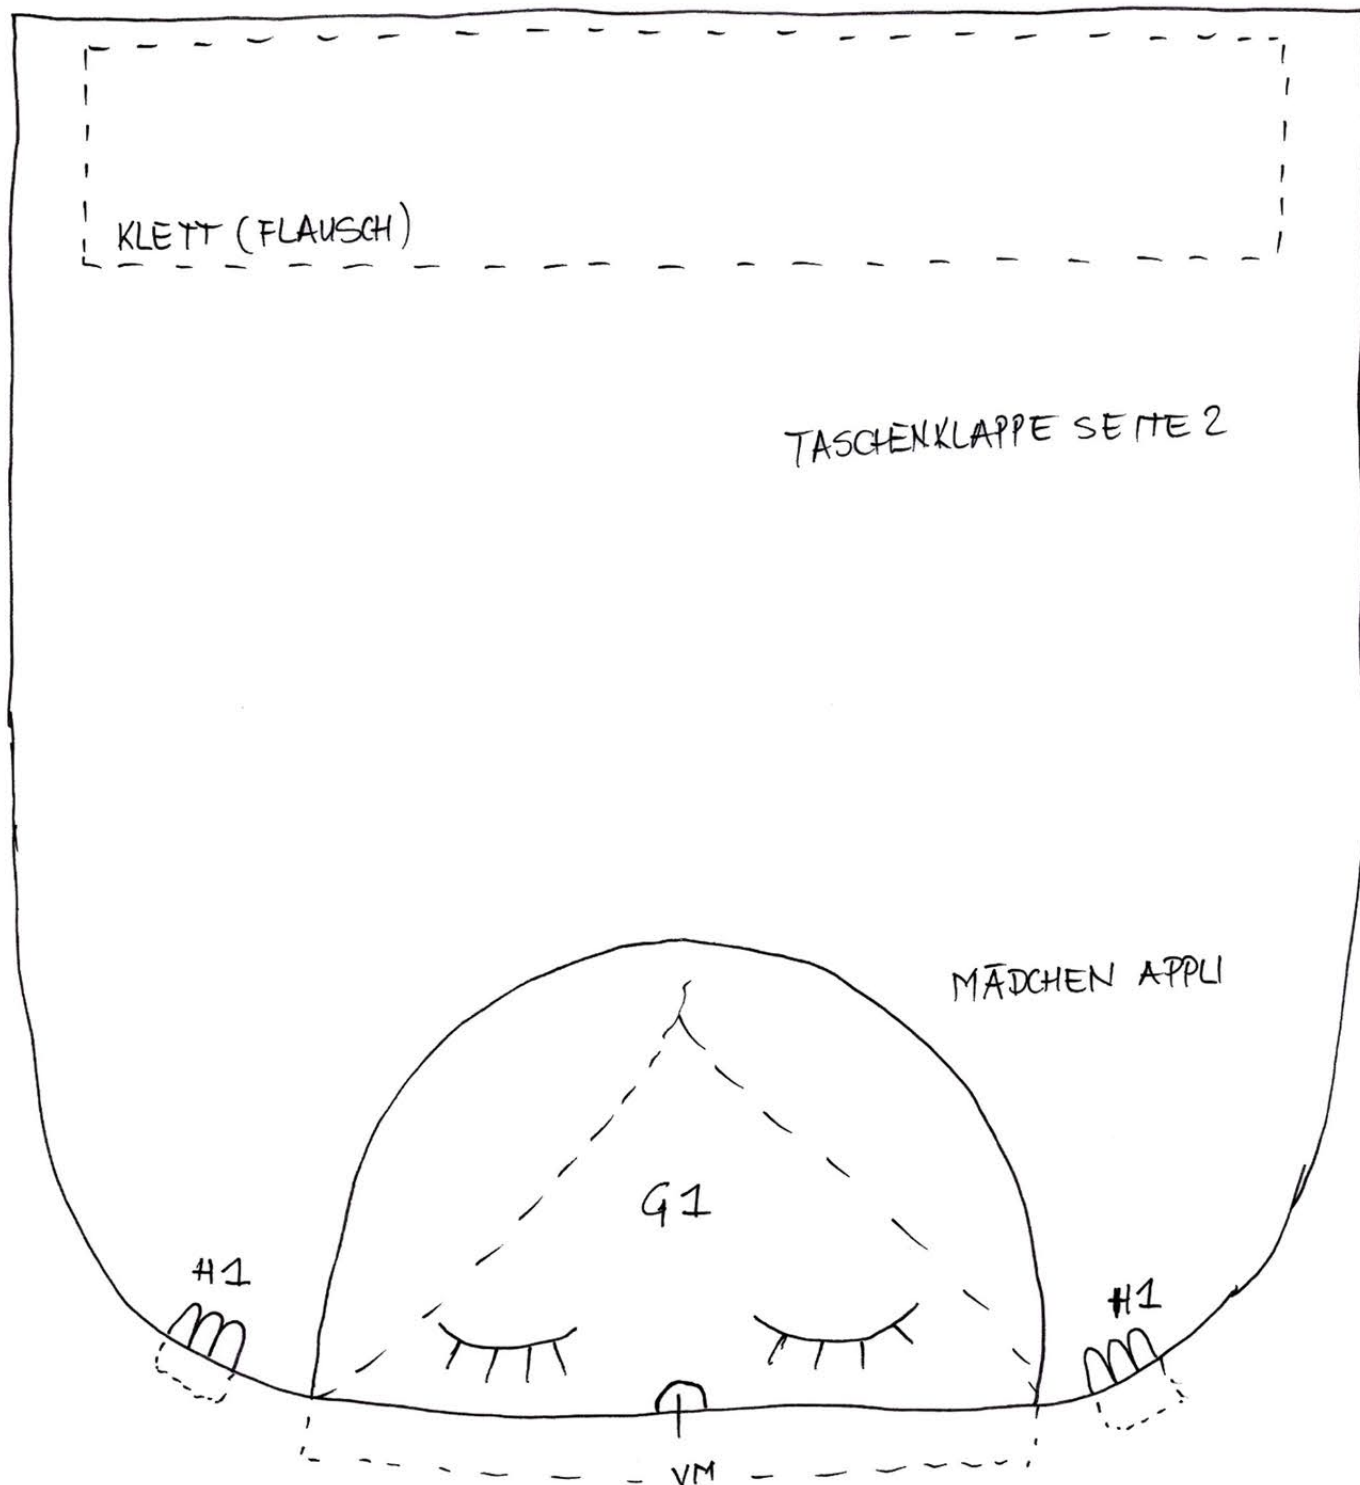 KLETT (FLAUSCH)
TASCHENKLAPPE SEITE 2
MÄDCHEN APPLI
G1
H1
H1
VM